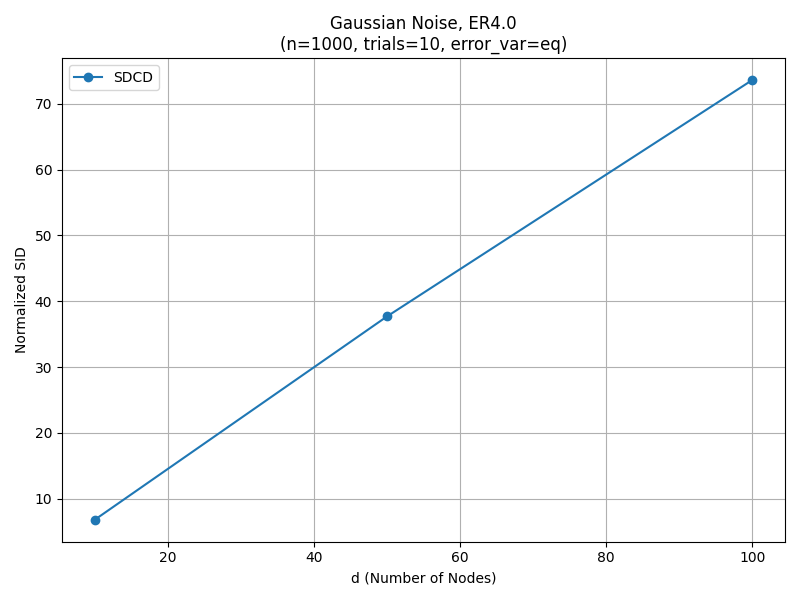 Gaussian Noise, ER4.0
(n=1000, trials=10, error_var=eq)
SDCD
Normalized SID
70
60
50
40
30
20
10
20 40 60 80 100
d (Number of Nodes)